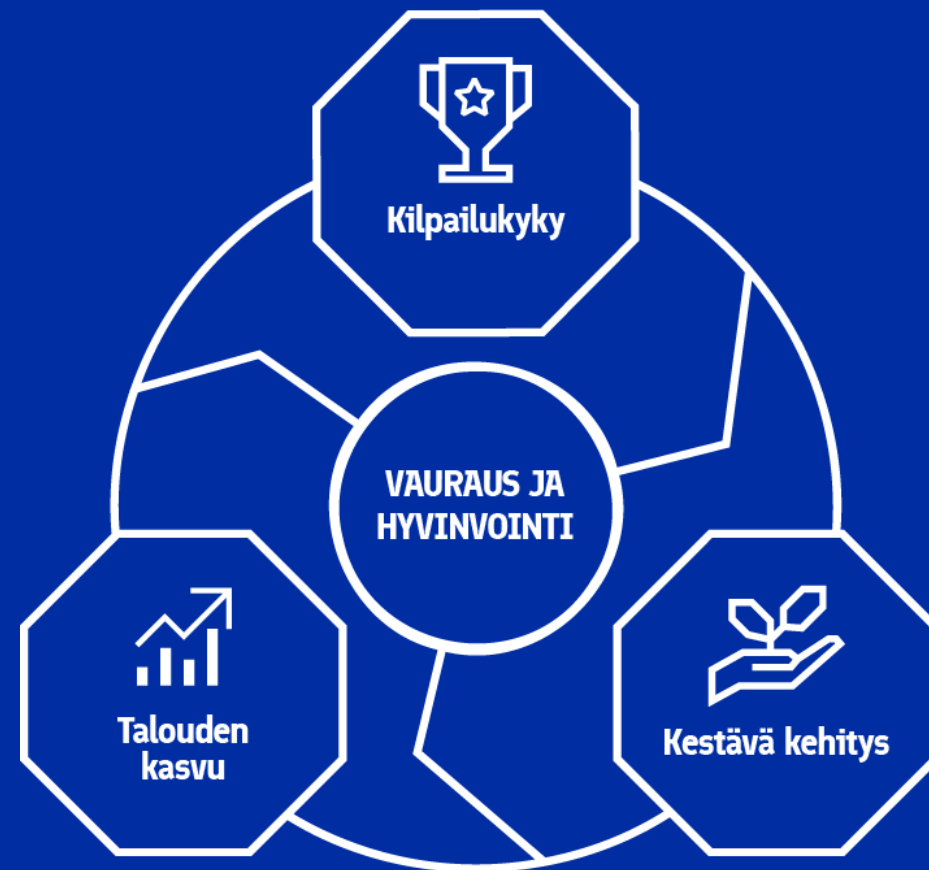 Kilpailukyky
VAURAUS JA
HYVINVOINTI
Talouden
kasvu
Kestävä kehitys